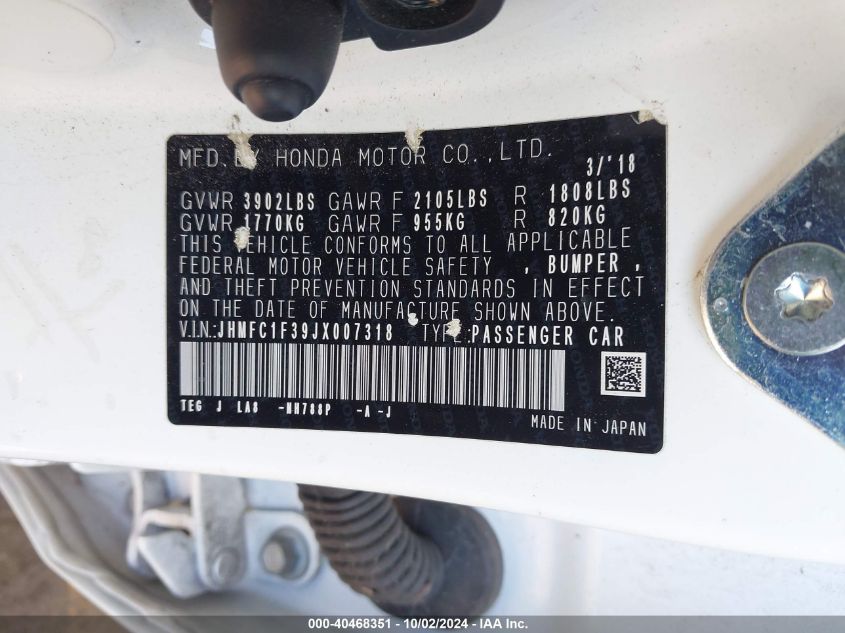 MFD. BY HONDA MOTOR CO.,LTD. 3/'18
GVWR 3902LBS GAWR F 2105LBS R 1808LBS
GVWR 1770KG GAWR F 955KG R 820KG
THIS VEHICLE CONFORMS TO ALL APPLICABLE
FEDERAL MOTOR VEHICLE SAFETY , BUMPER ,
AND THEFT PREVENTION STANDARDS IN EFFECT
ON THE DATE OF MANUFACTURE SHOWN ABOVE.
V.I.N.:JHMFC1F39JX007318 TYPE:PASSENGER CAR
TEG J LA8 -NH788P -A -J
MADE IN JAPAN
000-40468351 - 10/02/2024 - IAA Inc.